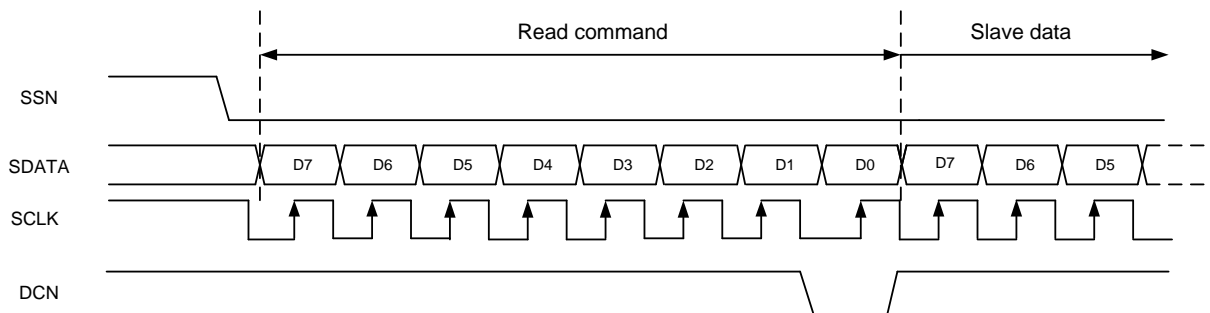 Read command Slave data
SSN
SDATA D7 D6 D5 D4 D3 D2 D1 D0 D7 D6 D5
SCLK
DCN